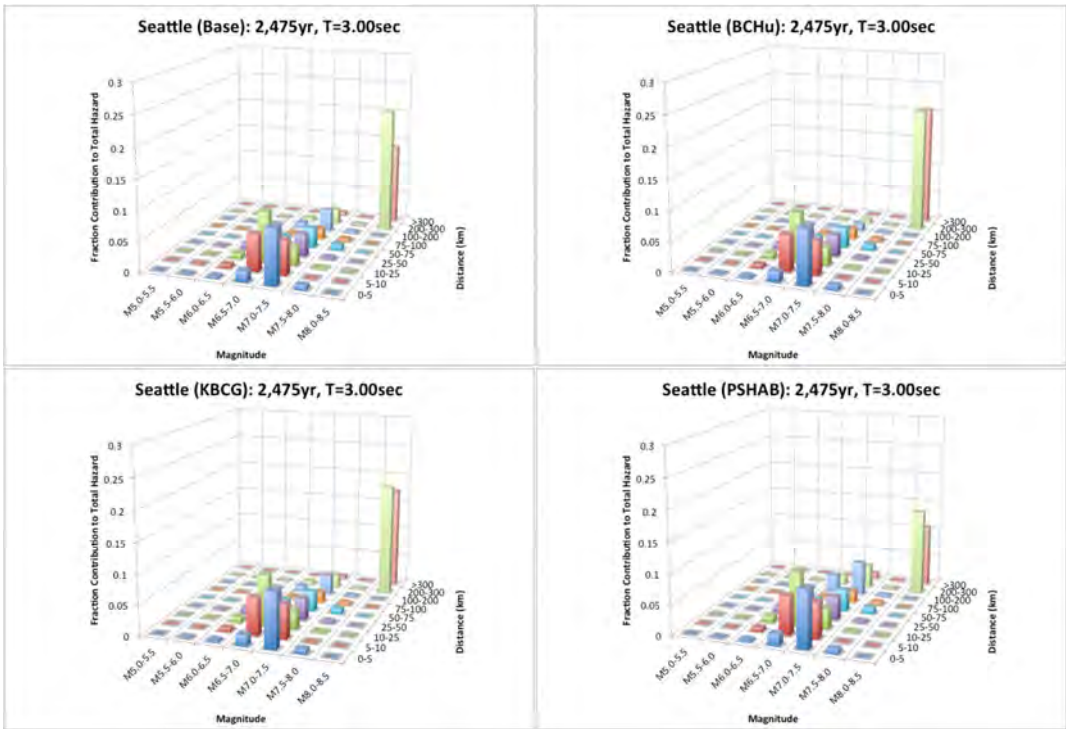 Seattle (Base): 2,475yr, T=3.00sec
Fraction Contribution to Total Hazard
0.3
0.25
0.2
0.15
0.1
0.05
0
M5.0-5.5
M5.5-6.0
M6.0-6.5
M6.5-7.0
M7.0-7.5
M7.5-8.0
M8.0-8.5
Magnitude
>300
200-300
100-200
75-100
50-75
25-50
10-25
5-10
0-5
Distance (km)
Seattle (BCHu): 2,475yr, T=3.00sec
Fraction Contribution to Total Hazard
0.3
0.25
0.2
0.15
0.1
0.05
0
M5.0-5.5
M5.5-6.0
M6.0-6.5
M6.5-7.0
M7.0-7.5
M7.5-8.0
M8.0-8.5
Magnitude
>300
200-300
100-200
75-100
50-75
25-50
10-25
5-10
0-5
Distance (km)
Seattle (KBCG): 2,475yr, T=3.00sec
Fraction Contribution to Total Hazard
0.3
0.25
0.2
0.15
0.1
0.05
0
M5.0-5.5
M5.5-6.0
M6.0-6.5
M6.5-7.0
M7.0-7.5
M7.5-8.0
M8.0-8.5
Magnitude
>300
200-300
100-200
75-100
50-75
25-50
10-25
5-10
0-5
Distance (km)
Seattle (PSHAB): 2,475yr, T=3.00sec
Fraction Contribution to Total Hazard
0.3
0.25
0.2
0.15
0.1
0.05
0
M5.0-5.5
M5.5-6.0
M6.0-6.5
M6.5-7.0
M7.0-7.5
M7.5-8.0
M8.0-8.5
Magnitude
>300
200-300
100-200
75-100
50-75
25-50
10-25
5-10
0-5
Distance (km)